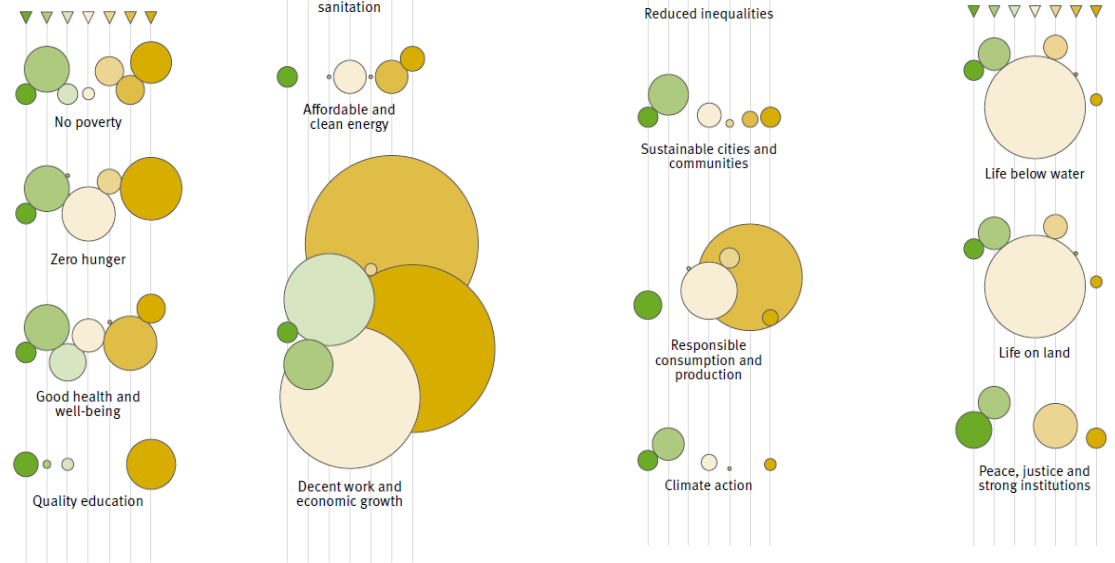 sanitation
Reduced inequalities
No poverty
Affordable and
clean energy
Sustainable cities and
communities
Life below water
Zero hunger
Good health and
well-being
Responsible
consumption and
production
Life on land
Quality education
Decent work and
economic growth
Climate action
Peace, justice and
strong institutions